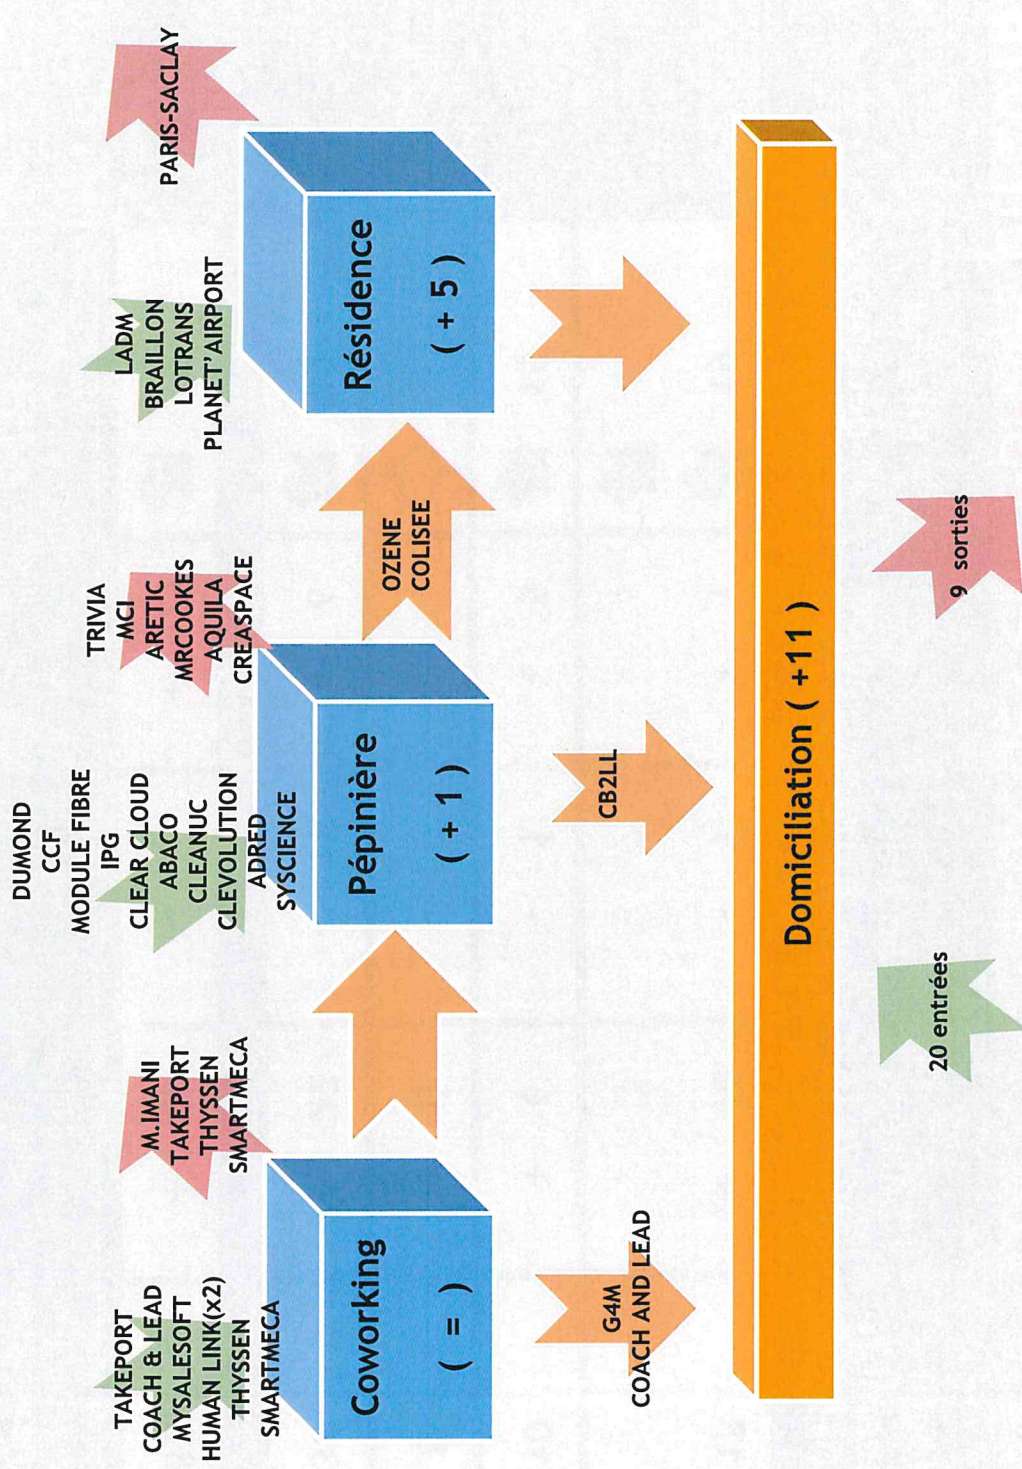 TAKEPORT
COACH & LEAD
MYSALESOFT
HUMAN LINK(x2)
THYSSEN
SMARTMECA
M.IMANI
TAKEPORT
THYSSEN
SMARTMECA
DUMOND
CCF
MODULE FIBRE
IPG
CLEAR CLOUD
ABACO
CLEANUC
CLEVOLUTION
ADRED
SYSCIENCE
TRIVIA
MCI
ARETIC
MRCOOKES
AQUILA
CREASPACE
LADM
BRAILLON
LOTRANS
PLANET'AIRPORT
PARIS-SACLAY
Coworking
( = )
Pépinière
( + 1 )
OZENE
COLISEE
Résidence
( + 5 )
G4M
COACH AND LEAD
CB2LL
Domiciliation ( +11 )
20 entrées
9 sorties